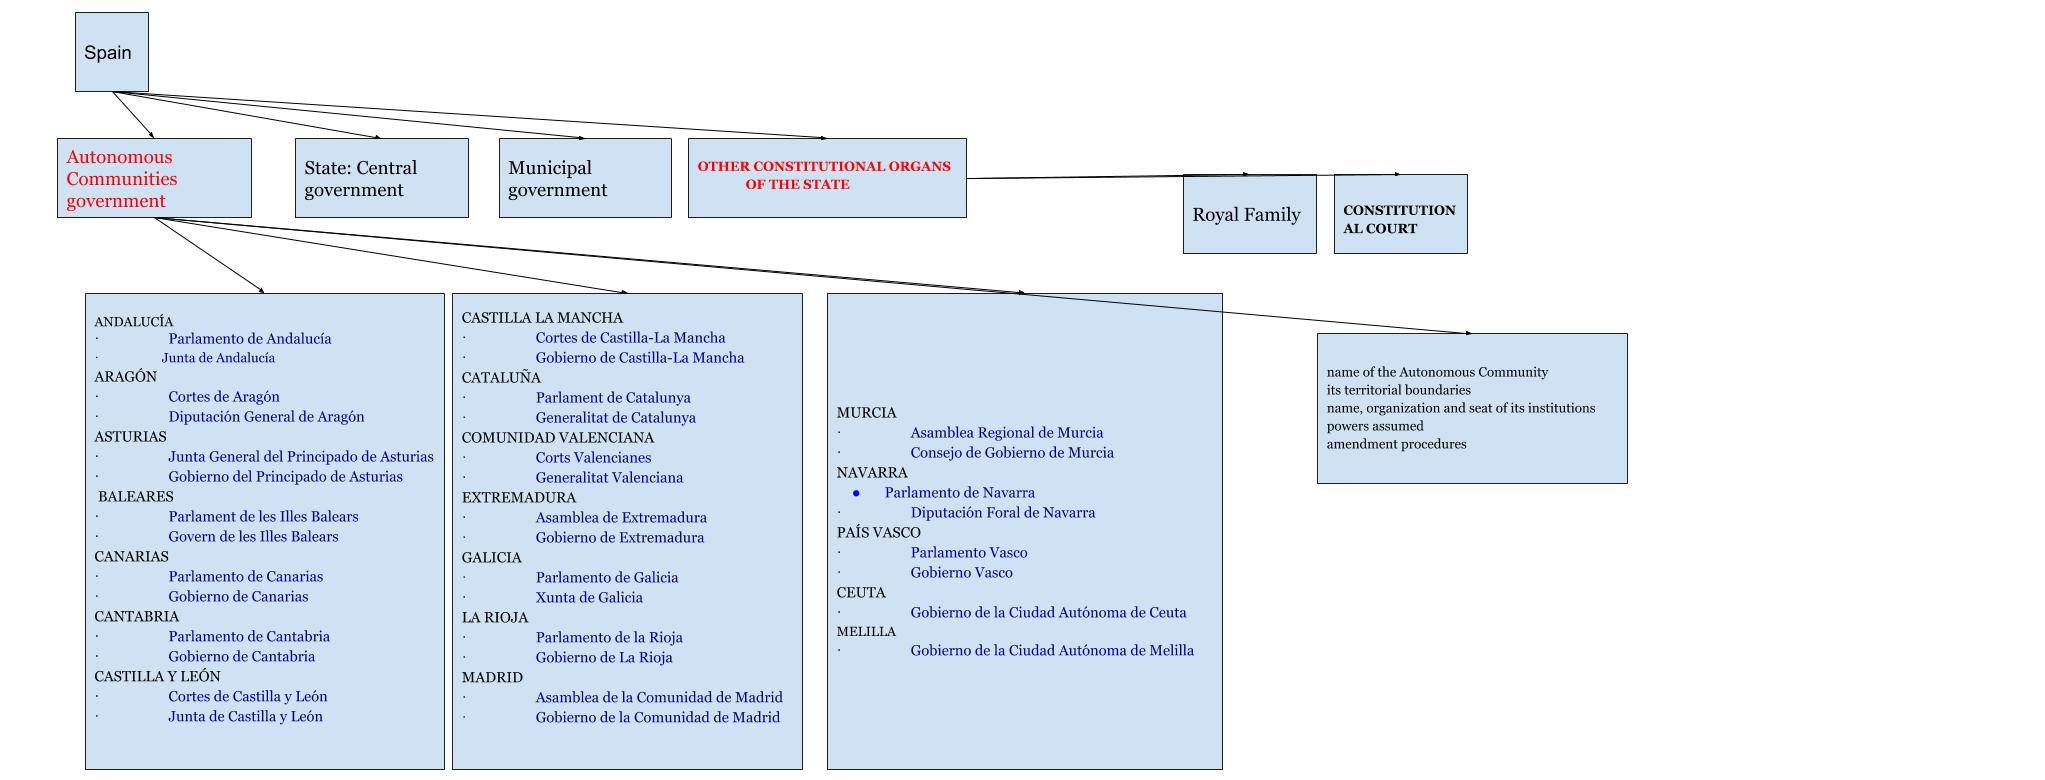 Spain
Autonomous
Communities
government
State: Central
government
Municipal
government
OTHER CONSTITUTIONAL ORGANS
OF THE STATE
Royal Family
CONSTITUTION
AL COURT
ANDALUCÍA
· Parlamento de Andalucía
· Junta de Andalucía
ARAGÓN
· Cortes de Aragón
· Diputación General de Aragón
ASTURIAS
· Junta General del Principado de Asturias
· Gobierno del Principado de Asturias
BALEARES
· Parlament de les Illes Balears
· Govern de les Illes Balears
CANARIAS
· Parlamento de Canarias
· Gobierno de Canarias
CANTABRIA
· Parlamento de Cantabria
· Gobierno de Cantabria
CASTILLA Y LEÓN
· Cortes de Castilla y León
· Junta de Castilla y León
CASTILLA LA MANCHA
· Cortes de Castilla-La Mancha
· Gobierno de Castilla-La Mancha
CATALUÑA
· Parlament de Catalunya
· Generalitat de Catalunya
COMUNIDAD VALENCIANA
· Corts Valencianes
· Generalitat Valenciana
EXTREMADURA
· Asamblea de Extremadura
· Gobierno de Extremadura
GALICIA
· Parlamento de Galicia
· Xunta de Galicia
LA RIOJA
· Parlamento de la Rioja
· Gobierno de La Rioja
MADRID
· Asamblea de la Comunidad de Madrid
· Gobierno de la Comunidad de Madrid
MURCIA
· Asamblea Regional de Murcia
· Consejo de Gobierno de Murcia
NAVARRA
● Parlamento de Navarra
· Diputación Foral de Navarra
PAÍS VASCO
· Parlamento Vasco
· Gobierno Vasco
CEUTA
· Gobierno de la Ciudad Autónoma de Ceuta
MELILLA
· Gobierno de la Ciudad Autónoma de Melilla
name of the Autonomous Community
its territorial boundaries
name, organization and seat of its institutions
powers assumed
amendment procedures